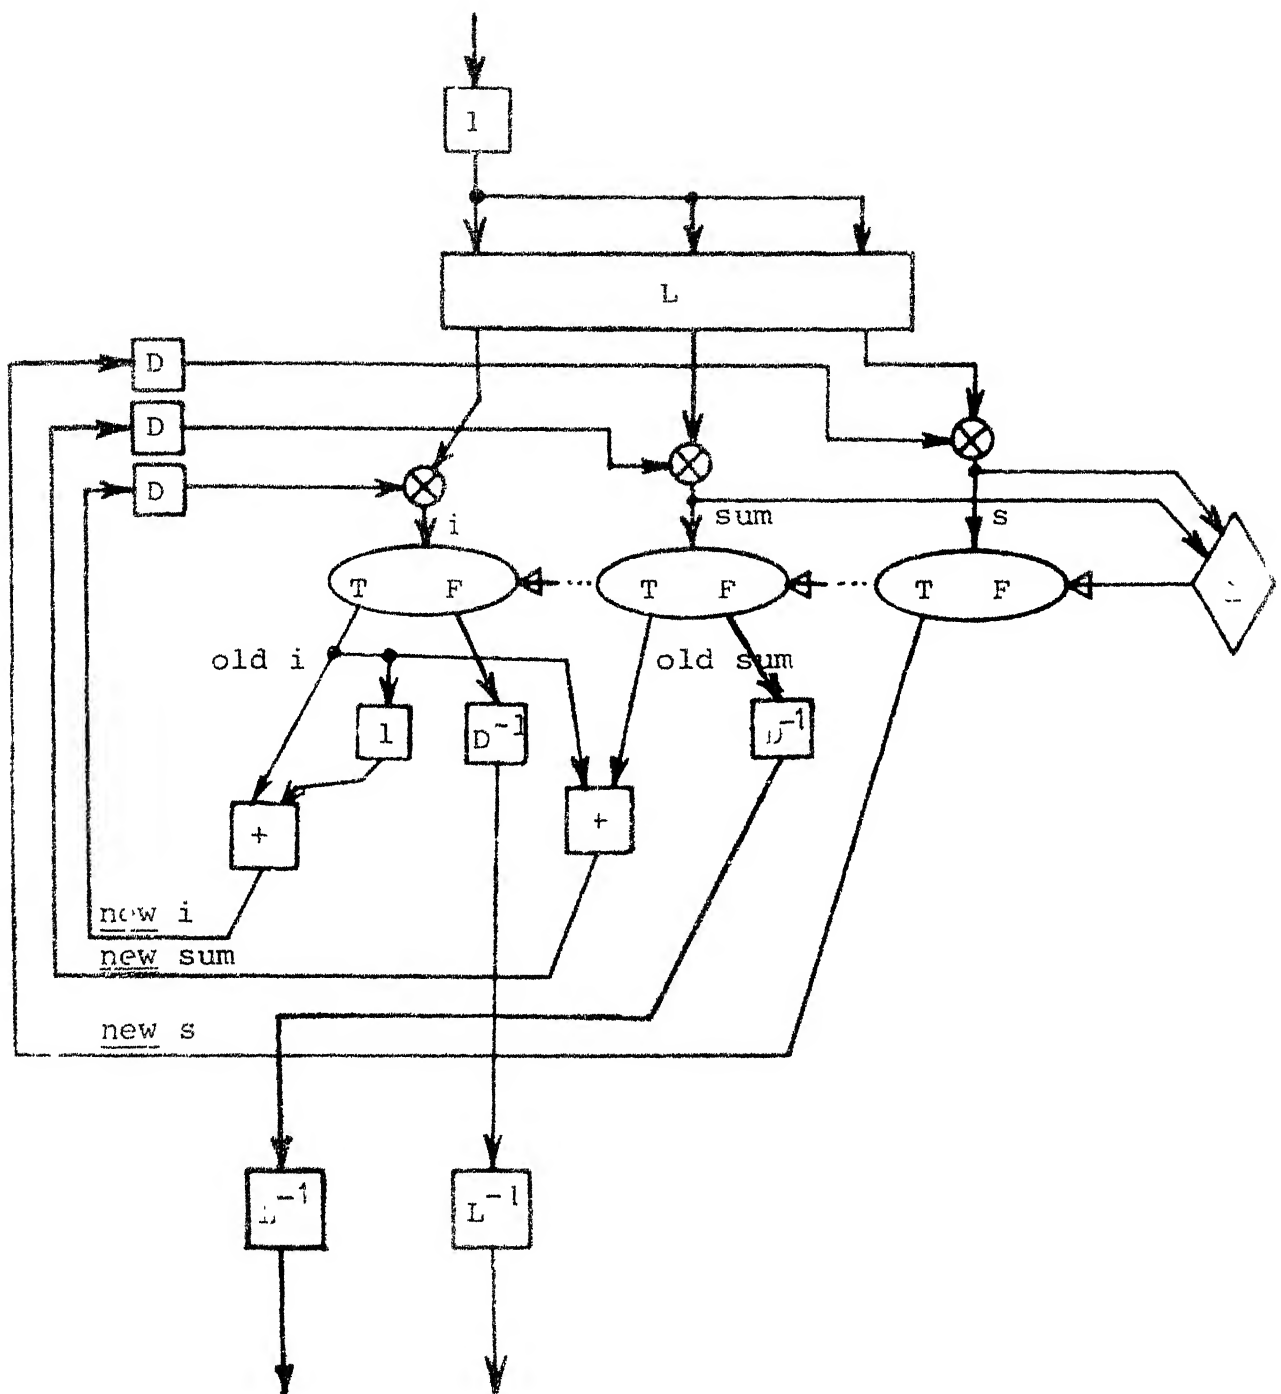 1
L
D
D
D
i
sum
s
T F
T F
T F
old i
old sum
1
D⁻¹
D⁻¹
+
+
new i
new sum
new s
L⁻¹
L⁻¹